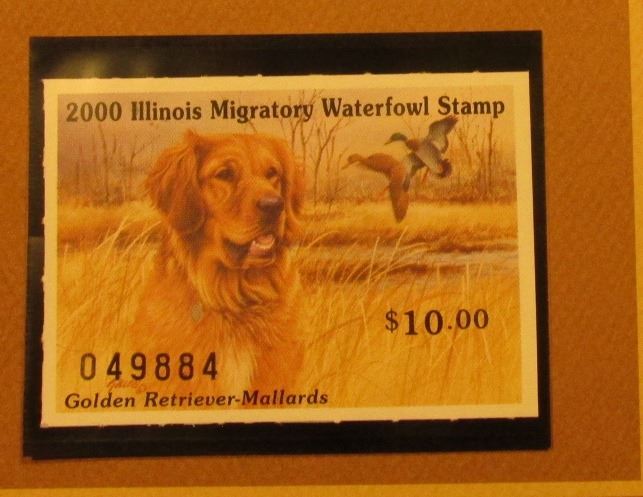 2000 Illinois Migratory Waterfowl Stamp
$10.00
049884
Golden Retriever-Mallards